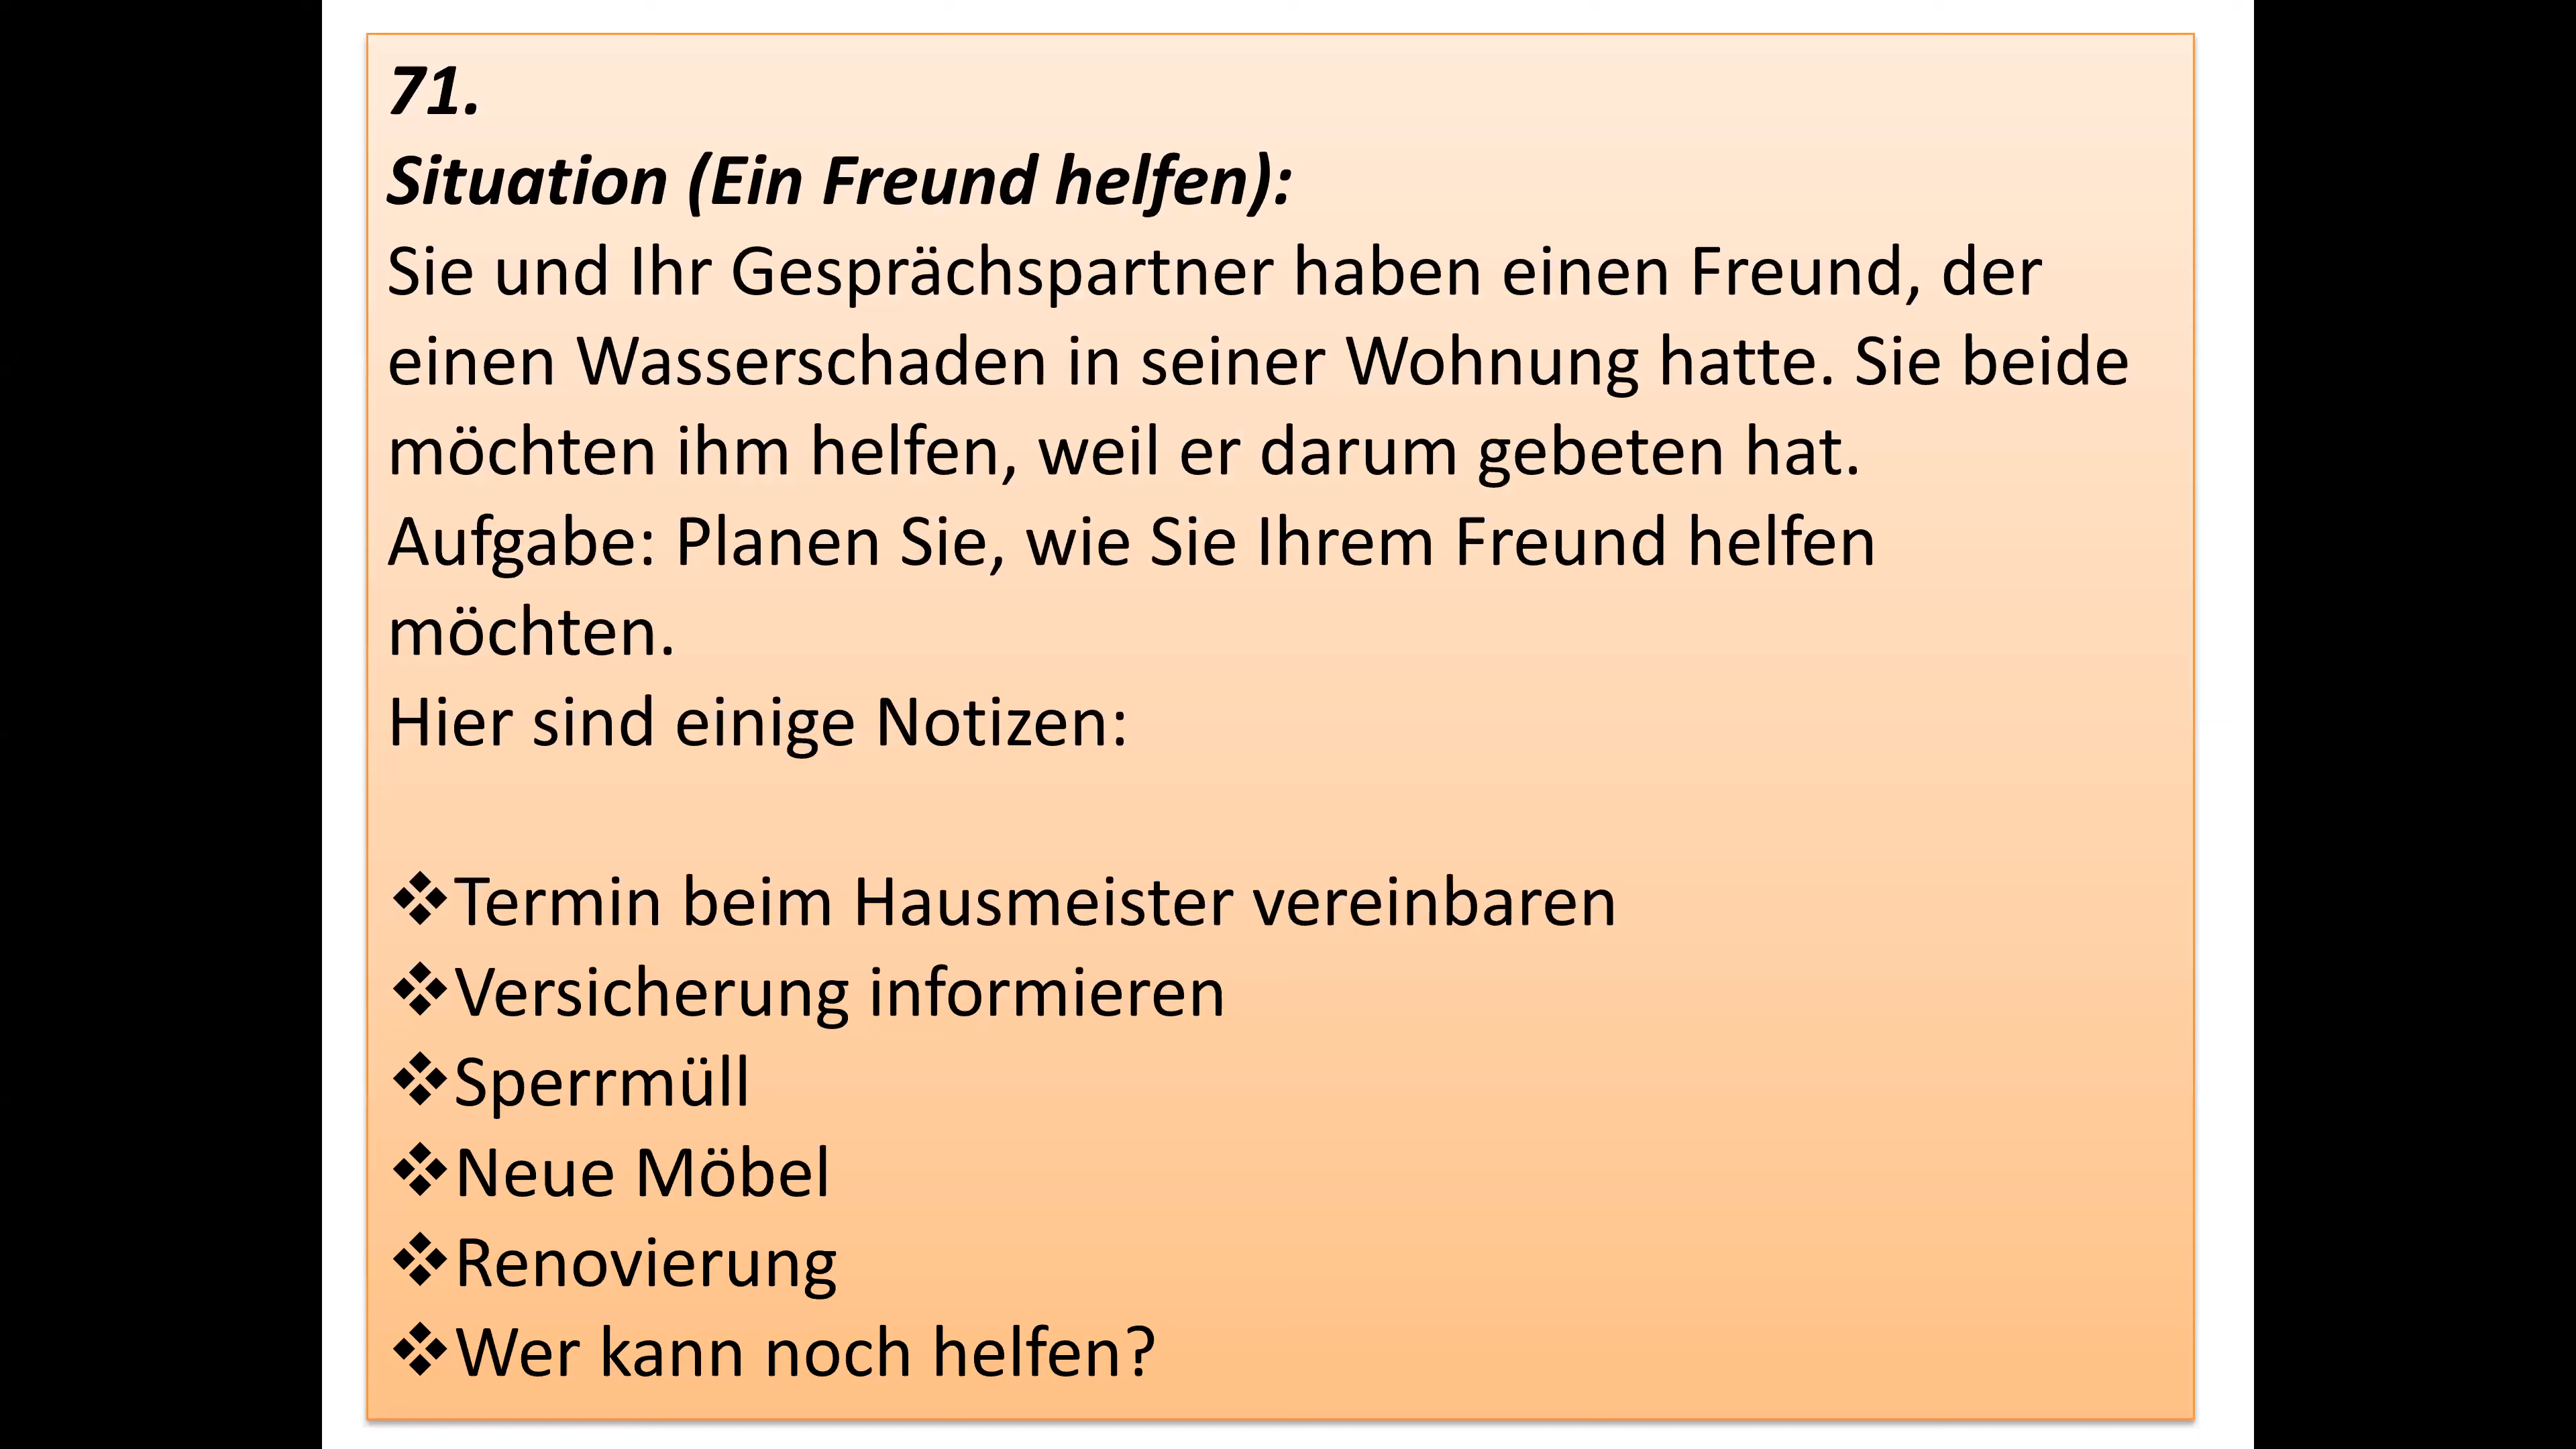 71.
Situation (Ein Freund helfen):
Sie und Ihr Gesprächspartner haben einen Freund, der
einen Wasserschaden in seiner Wohnung hatte. Sie beide
möchten ihm helfen, weil er darum gebeten hat.
Aufgabe: Planen Sie, wie Sie Ihrem Freund helfen
möchten.
Hier sind einige Notizen:
❖Termin beim Hausmeister vereinbaren
❖Versicherung informieren
❖Sperrmüll
❖Neue Möbel
❖Renovierung
❖Wer kann noch helfen?